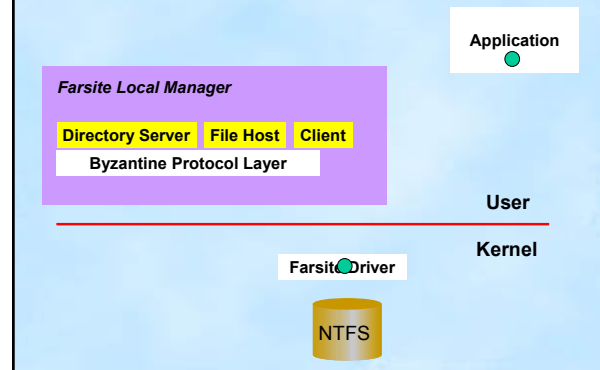 Application
Farsite Local Manager
Directory Server File Host Client
Byzantine Protocol Layer
User
Kernel
Farsite Driver
NTFS